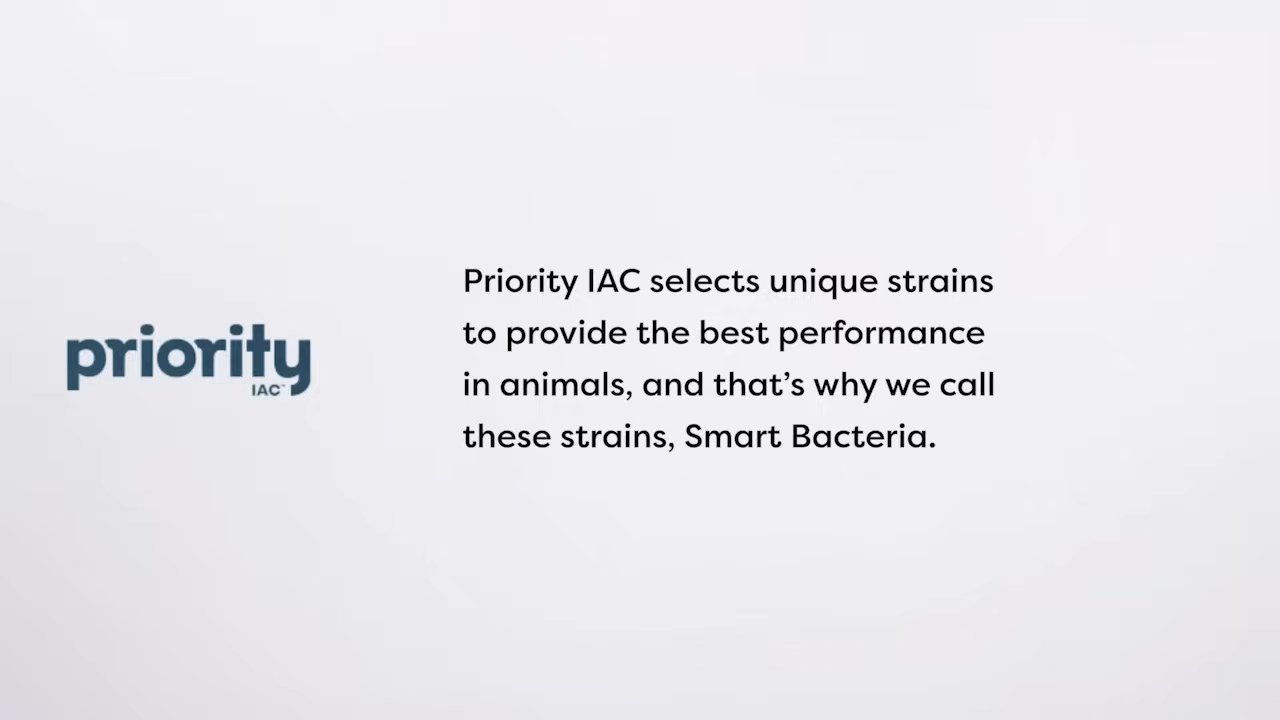 priority
IAC™
Priority IAC selects unique strains
to provide the best performance
in animals, and that’s why we call
these strains, Smart Bacteria.